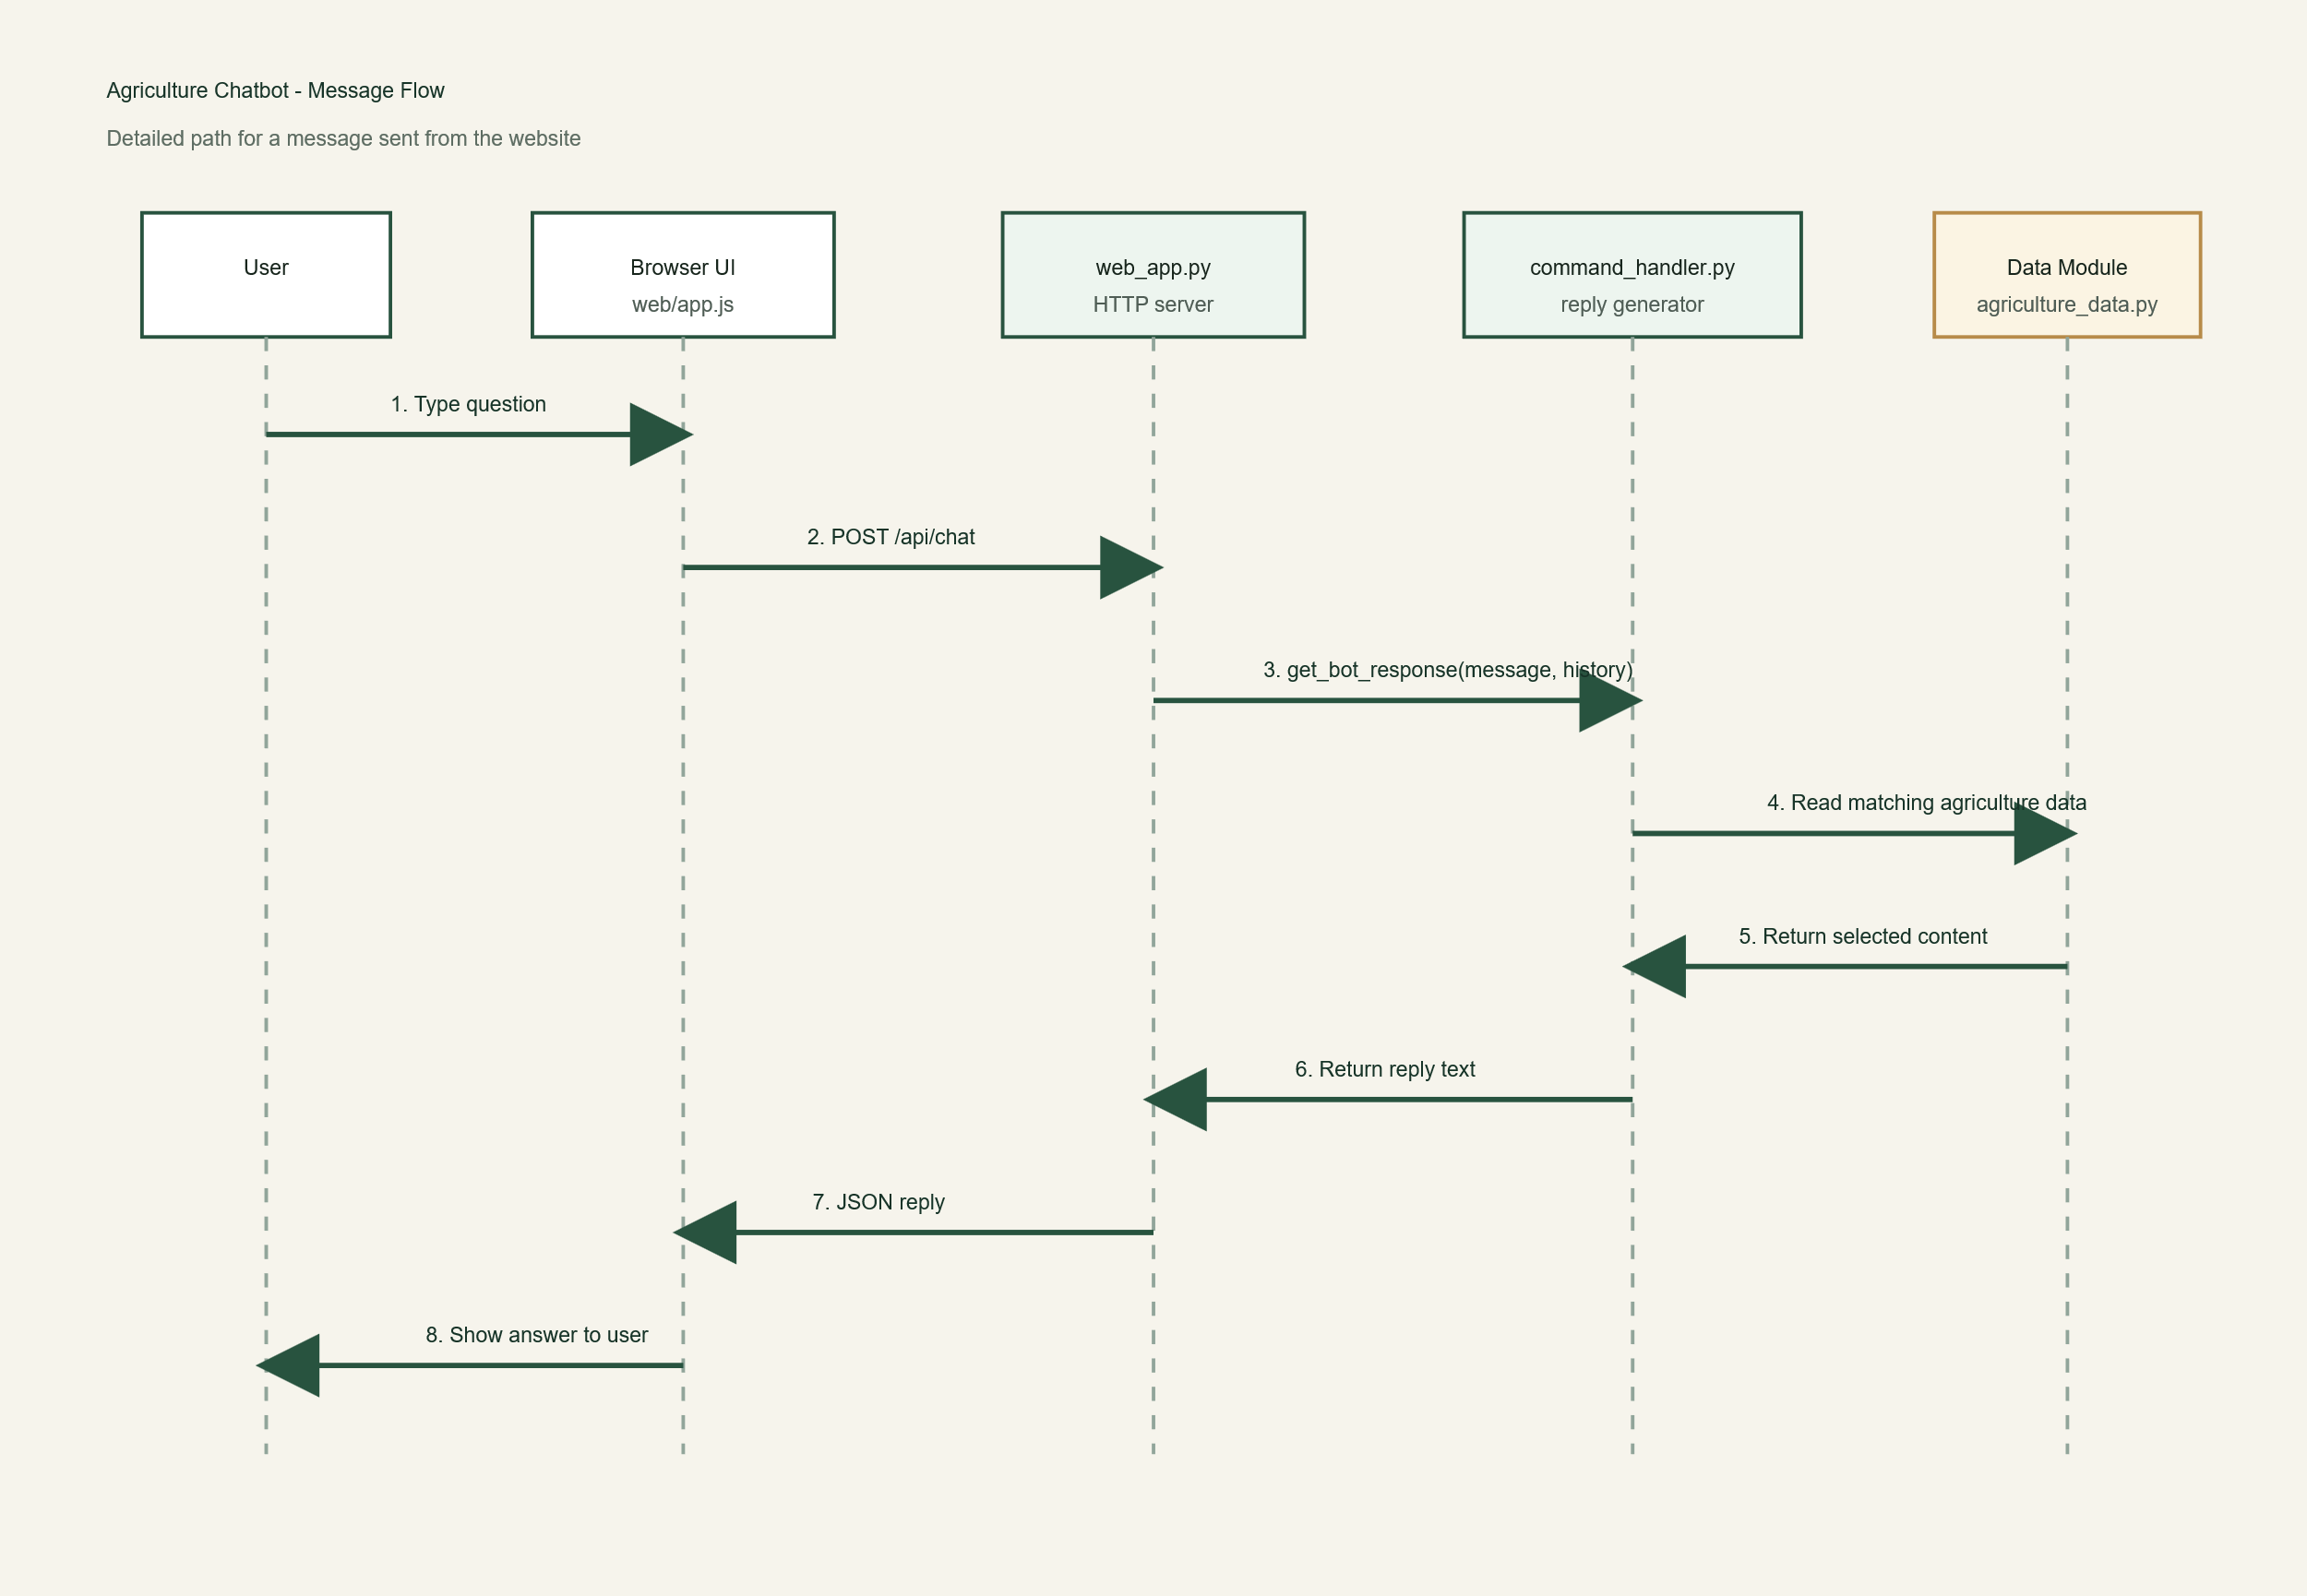 Agriculture Chatbot - Message Flow
Detailed path for a message sent from the website
User
Browser UI
web/app.js
web_app.py
HTTP server
command_handler.py
reply generator
Data Module
agriculture_data.py
1. Type question
2. POST /api/chat
3. get_bot_response(message, history)
4. Read matching agriculture data
5. Return selected content
6. Return reply text
7. JSON reply
8. Show answer to user